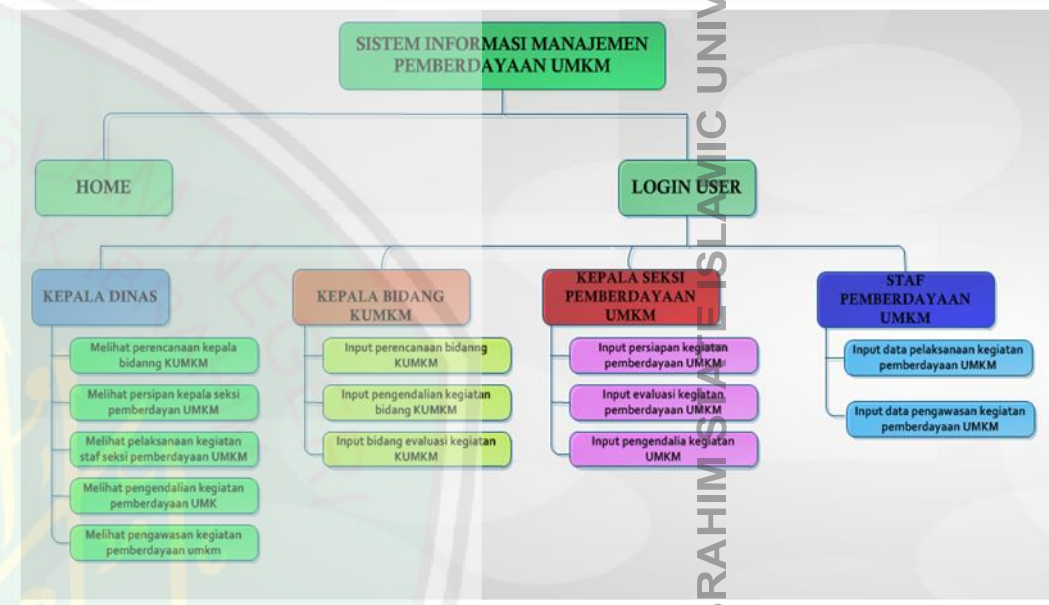 SISTEM INFORMASI MANAJEMEN
PEMBERDAYAAN UMKM
HOME
LOGIN USER
KEPALA DINAS
Melihat perencanaan kepala
bidanng KUMKM
Melihat persipan kepala seksi
pemberdayan UMKM
Melihat pelaksanaan kegiatan
staf seksi pemberdayaan UMKM
Melihat pengendalian kegiatan
pemberdayaan UMK
Melihat pengawasan kegiatan
pemberdayaan umkm
KEPALA BIDANG
KUMKM
Input perencanaan bidanng
KUMKM
Input pengendalian kegiatan
bidang KUMKM
Input bidang evaluasi kegiatan
KUMKM
KEPALA SEKSI
PEMBERDAYAAN
UMKM
Input persiapan kegiatan
pemberdayaan UMKM
Input evaluasi kegiatan
pemberdayaan UMKM
Input pengendalia kegiatan
UMKM
STAF
PEMBERDAYAAN
UMKM
Input data pelaksanaan kegiatan
pemberdayaan UMKM
Input data pengawasan kegiatan
pemberdayaan UMKM
RAHIM STATE ISLAMIC UNIV